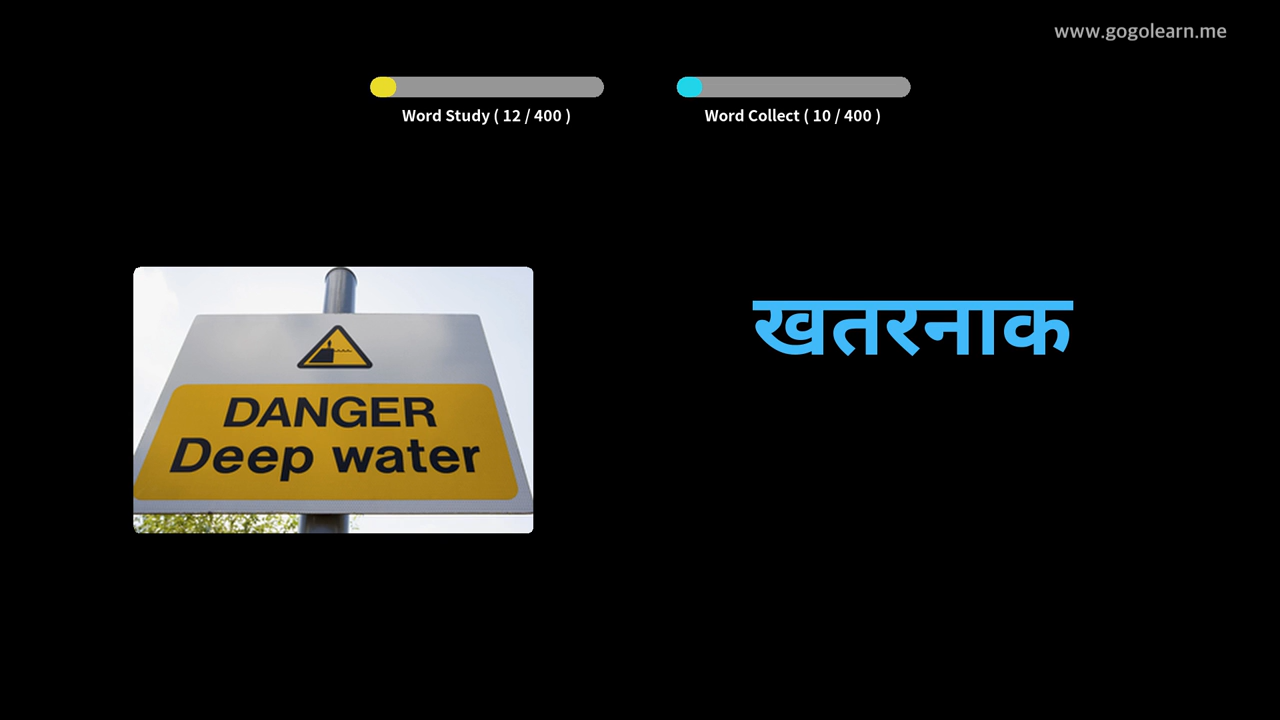 www.gogolearn.me
Word Study ( 12 / 400 )
Word Collect ( 10 / 400 )
खतरनाक
DANGER
Deep water